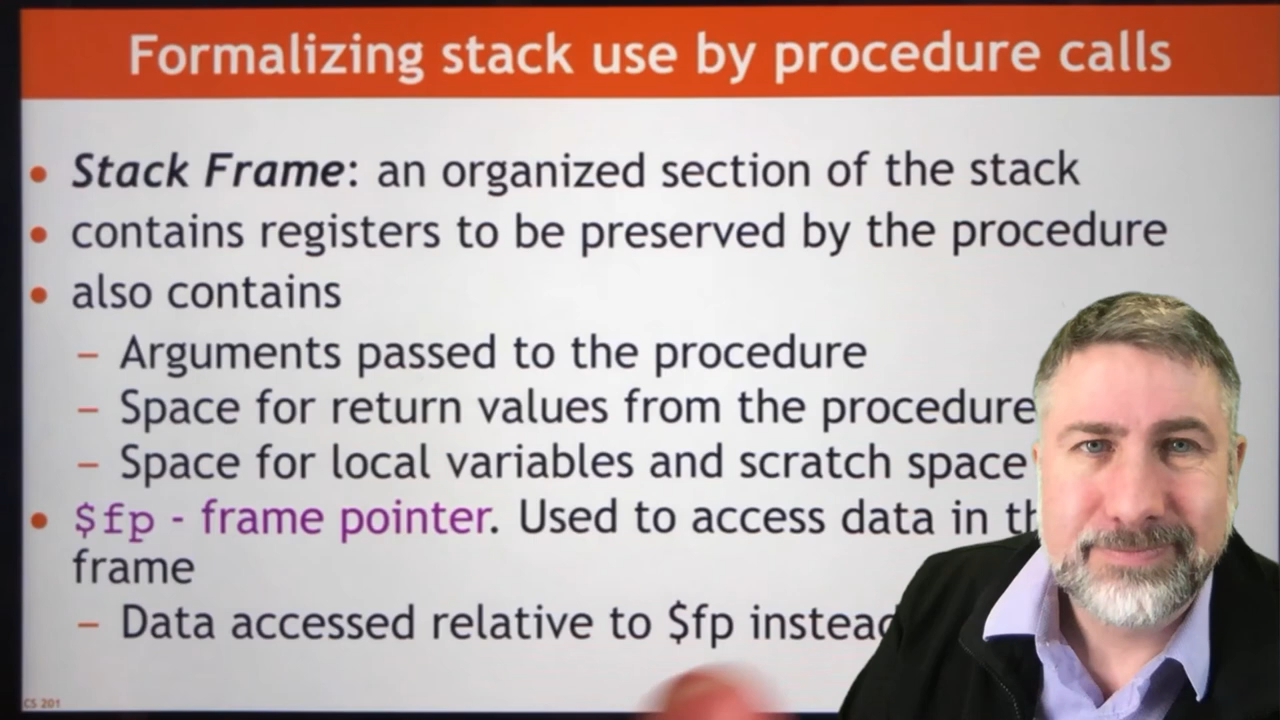 Formalizing stack use by procedure calls
• Stack Frame: an organized section of the stack
• contains registers to be preserved by the procedure
• also contains
– Arguments passed to the procedure
– Space for return values from the procedure
– Space for local variables and scratch space
• $fp - frame pointer. Used to access data in
frame
– Data accessed relative to $fp
CS 201